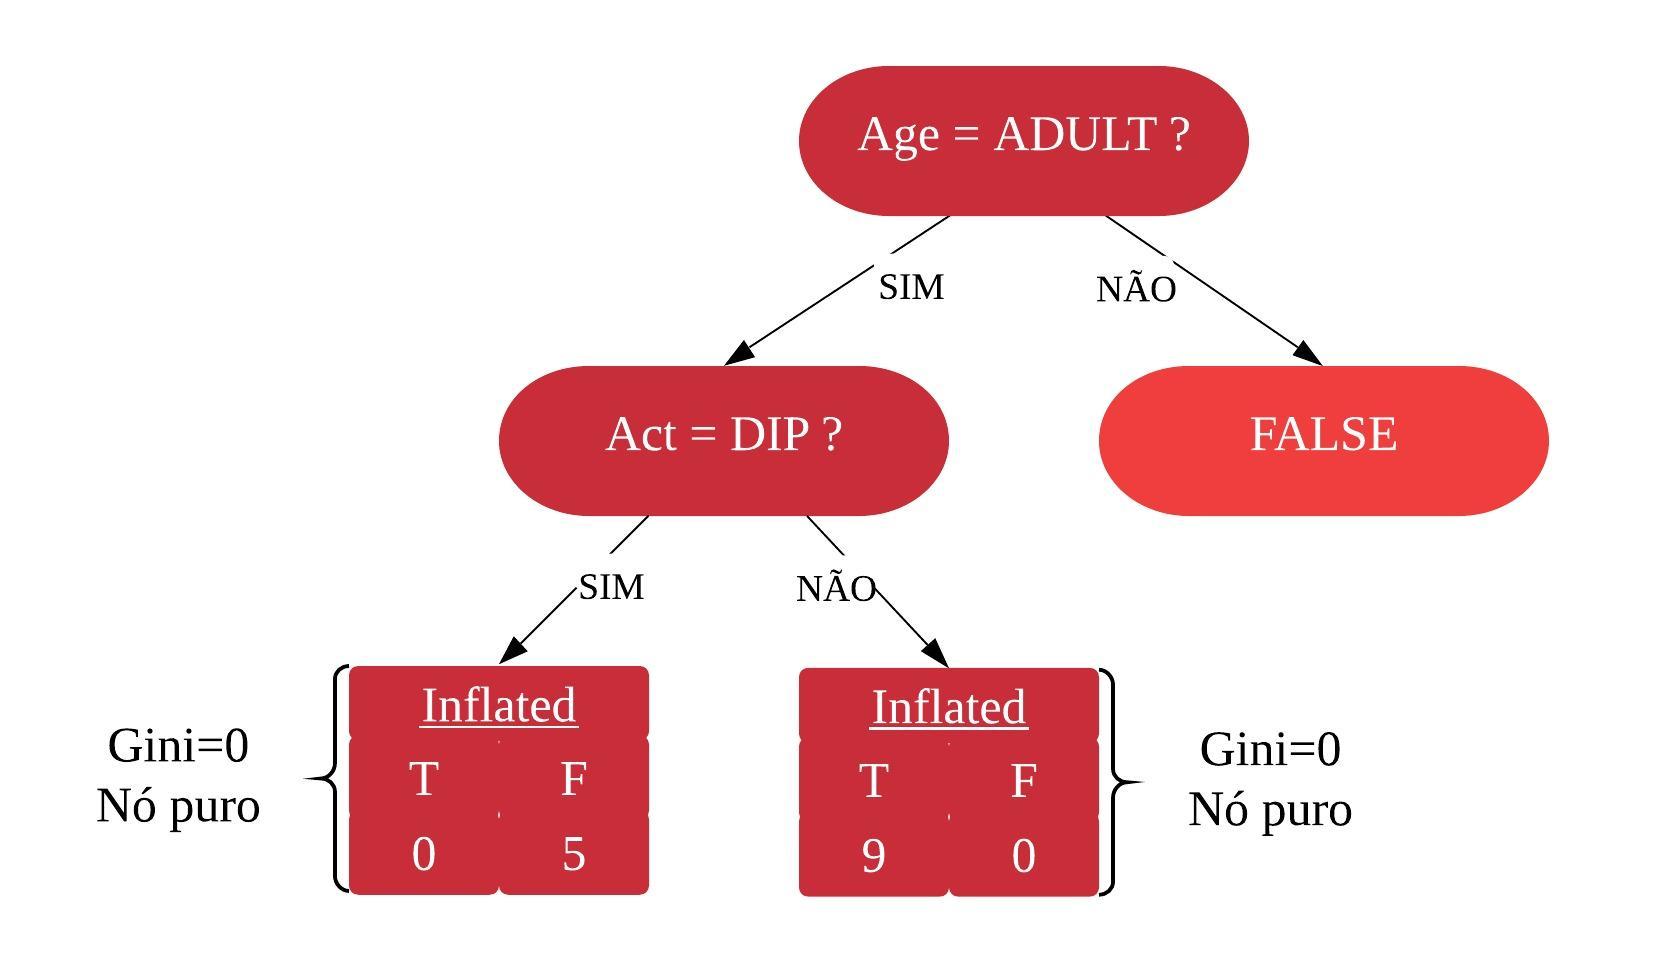 Age = ADULT ?
SIM
NÃO
Act = DIP ?
FALSE
SIM
NÃO
Gini=0
Nó puro
Inflated
T F
0 5
Inflated
T F
9 0
Gini=0
Nó puro